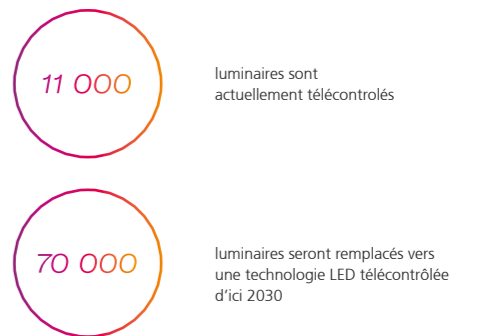 11 000
luminaires sont
actuellement télécontrolés
70 000
luminaires seront remplacés vers
une technologie LED télécontrôlée
d’ici 2030